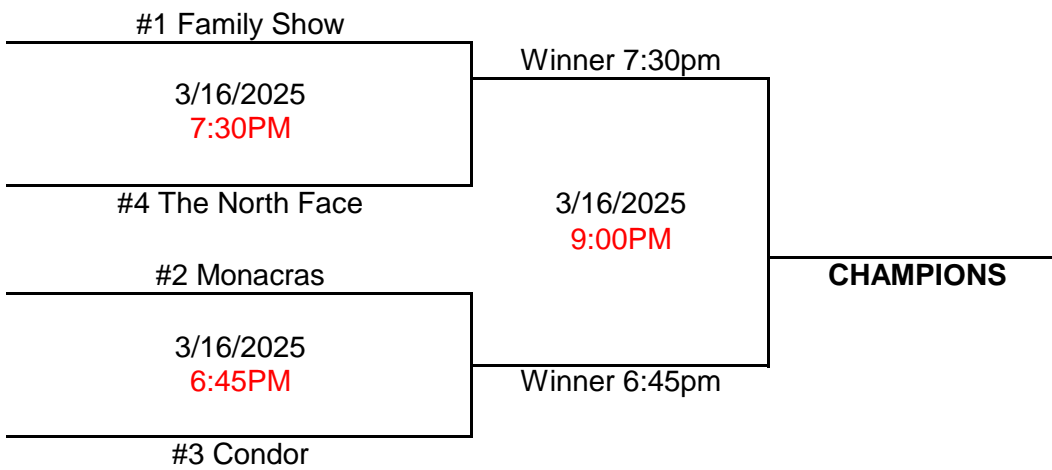 #1 Family Show
Winner 7:30pm
3/16/2025
7:30PM
#4 The North Face
3/16/2025
9:00PM
#2 Monacras
CHAMPIONS
3/16/2025
6:45PM
Winner 6:45pm
#3 Condor